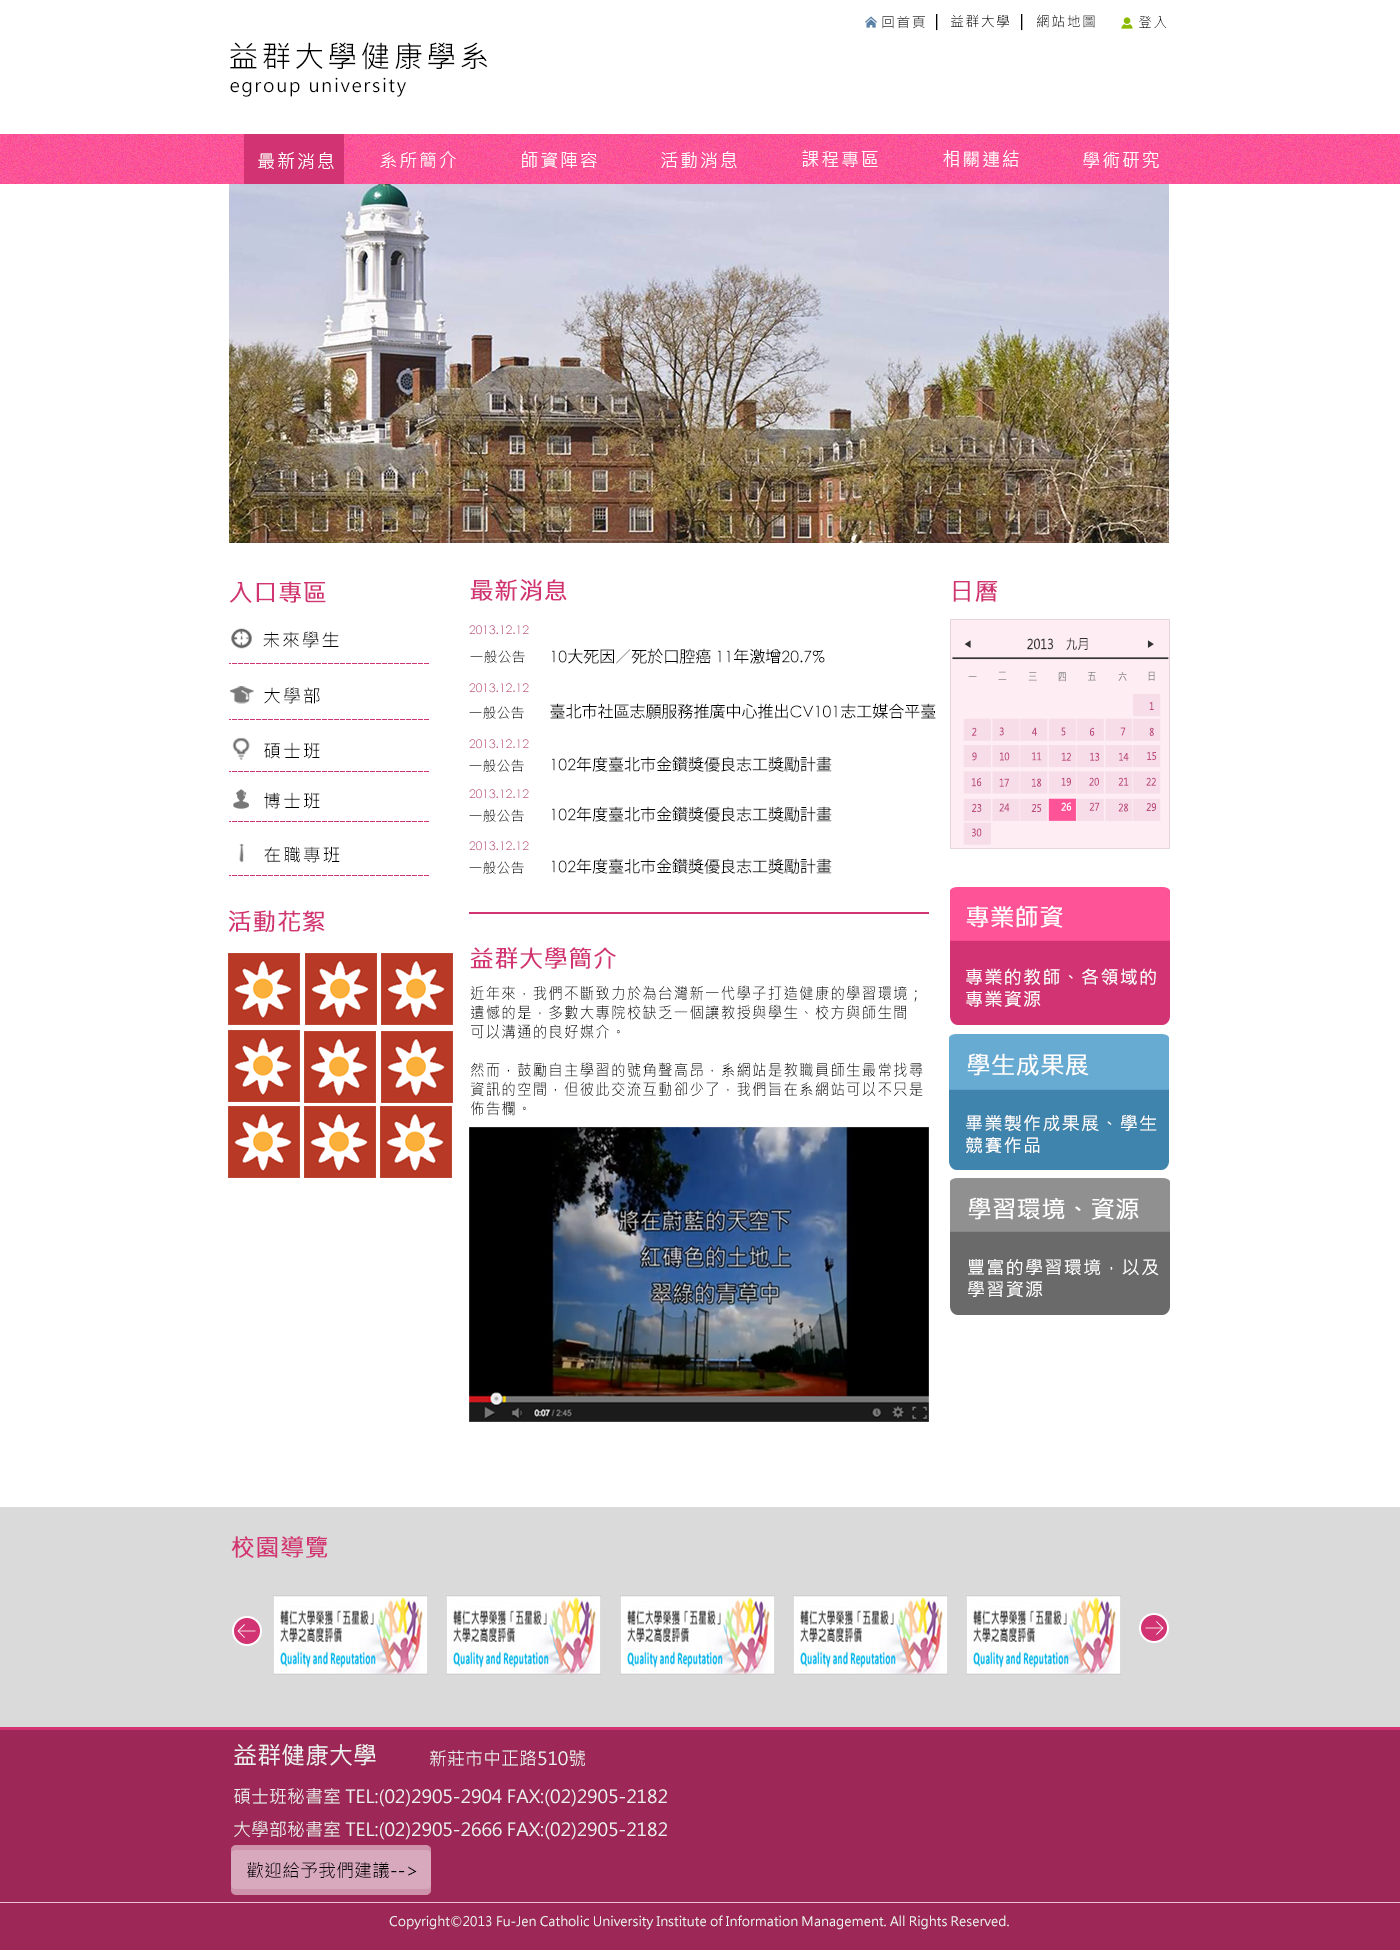 回首頁 | 益群大學 | 網站地圖 登入
益群大學健康學系
egroup university
最新消息 系所簡介 師資陣容 活動消息 課程專區 相關連結 學術研究
入口專區
未來學生
大學部
碩士班
博士班
在職專班
活動花絮
最新消息
2013.12.12
一般公告 10大死因／死於口腔癌 11年激增20.7%
2013.12.12
一般公告 臺北市社區志願服務推廣中心推出CV101志工媒合平臺
2013.12.12
一般公告 102年度臺北市金鑽獎優良志工獎勵計畫
2013.12.12
一般公告 102年度臺北市金鑽獎優良志工獎勵計畫
2013.12.12
一般公告 102年度臺北市金鑽獎優良志工獎勵計畫
益群大學簡介
近年來，我們不斷致力於為台灣新一代學子打造健康的學習環境；
遺憾的是，多數大專院校缺乏一個讓教授與學生、校方與師生間
可以溝通的良好媒介。
然而，鼓勵自主學習的號角聲高昂，系網站是教職員師生最常找尋
資訊的空間，但彼此交流互動卻少了，我們旨在系網站可以不只是
佈告欄。
將在蔚藍的天空下
紅磚色的土地上
翠綠的青草中
0:07 / 2:45
日曆
2013 九月
一 二 三 四 五 六 日
1
2 3 4 5 6 7 8
9 10 11 12 13 14 15
16 17 18 19 20 21 22
23 24 25 26 27 28 29
30
專業師資
專業的教師、各領域的
專業資源
學生成果展
畢業製作成果展、學生
競賽作品
學習環境、資源
豐富的學習環境，以及
學習資源
校園導覽
輔仁大學榮獲「五星級」
大學之高度評價
Quality and Reputation
輔仁大學榮獲「五星級」
大學之高度評價
Quality and Reputation
輔仁大學榮獲「五星級」
大學之高度評價
Quality and Reputation
輔仁大學榮獲「五星級」
大學之高度評價
Quality and Reputation
輔仁大學榮獲「五星級」
大學之高度評價
Quality and Reputation
益群健康大學 新莊市中正路510號
碩士班秘書室 TEL:(02)2905-2904 FAX:(02)2905-2182
大學部秘書室 TEL:(02)2905-2666 FAX:(02)2905-2182
歡迎給予我們建議-->
Copyright©2013 Fu-Jen Catholic University Institute of Information Management. All Rights Reserved.